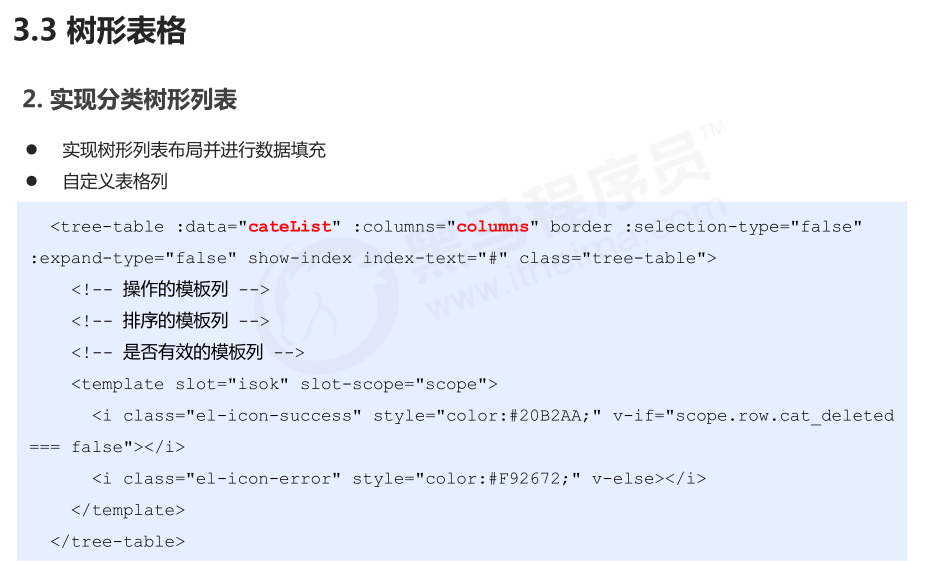 3.3 树形表格
2. 实现分类树形列表
● 实现树形列表布局并进行数据填充
● 自定义表格列
<tree-table :data="cateList" :columns="columns" border :selection-type="false"
:expand-type="false" show-index index-text="#" class="tree-table">
<!-- 操作的模板列 -->
<!-- 排序的模板列 -->
<!-- 是否有效的模板列 -->
<template slot="isok" slot-scope="scope">
<i class="el-icon-success" style="color:#20B2AA;" v-if="scope.row.cat_deleted
=== false"></i>
<i class="el-icon-error" style="color:#F92672;" v-else></i>
</template>
</tree-table>
黑马程序员™
www.itheima.com